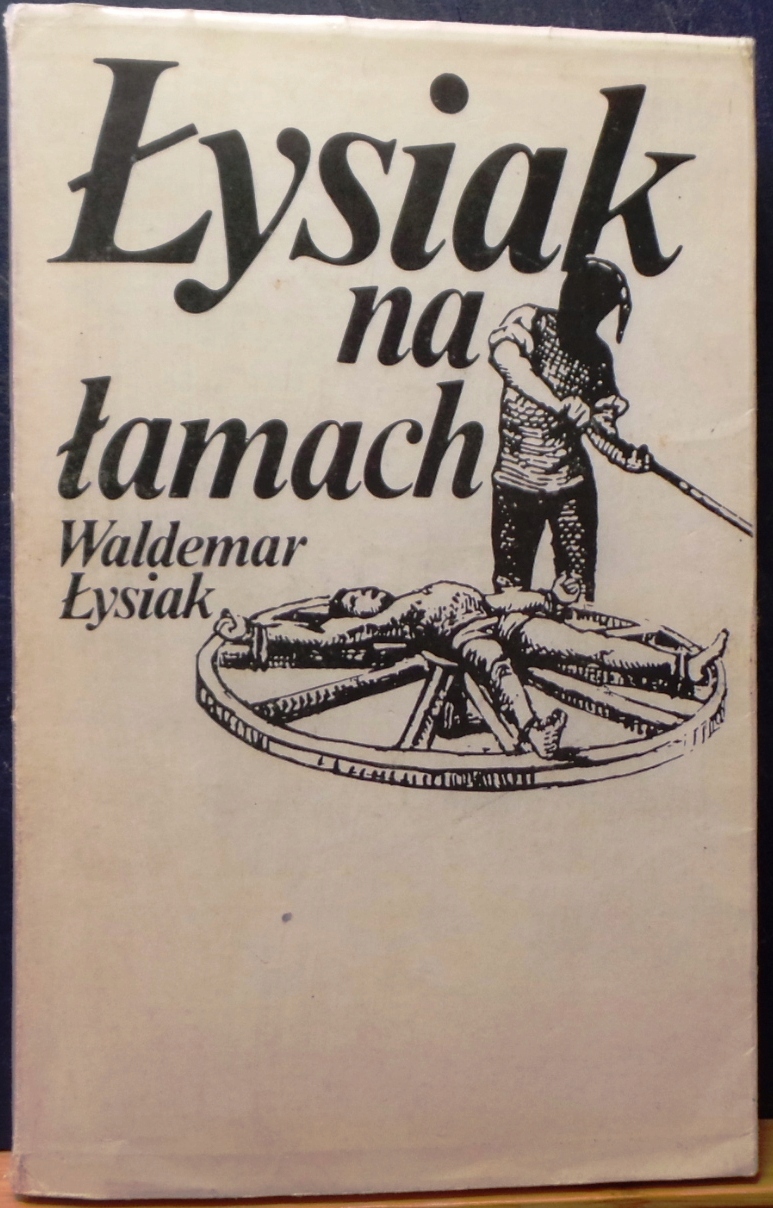 Łysiak
na
łamach
Waldemar
Łysiak